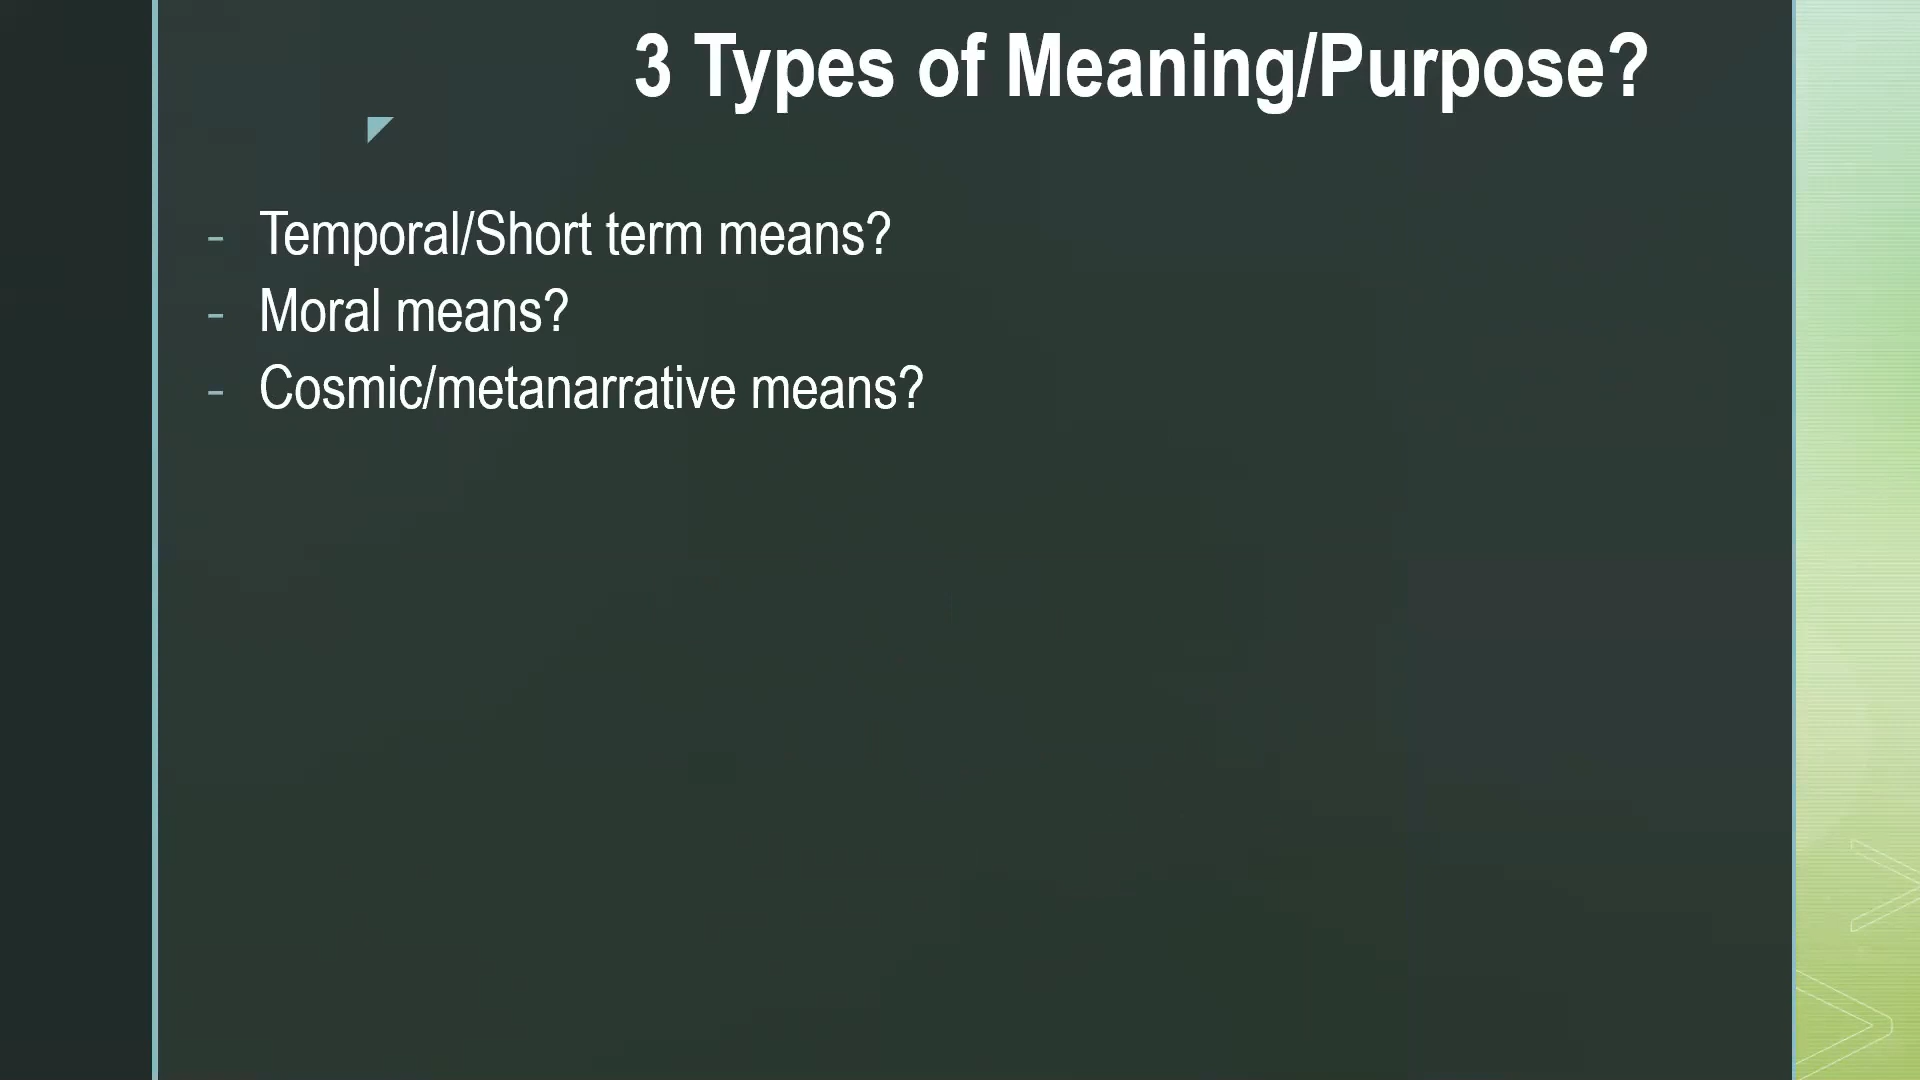 3 Types of Meaning/Purpose?
- Temporal/Short term means?
- Moral means?
- Cosmic/metanarrative means?